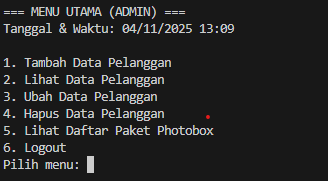 === MENU UTAMA (ADMIN) ===
Tanggal & Waktu: 04/11/2025 13:09
1. Tambah Data Pelanggan
2. Lihat Data Pelanggan
3. Ubah Data Pelanggan
4. Hapus Data Pelanggan
5. Lihat Daftar Paket Photobox
6. Logout
Pilih menu: